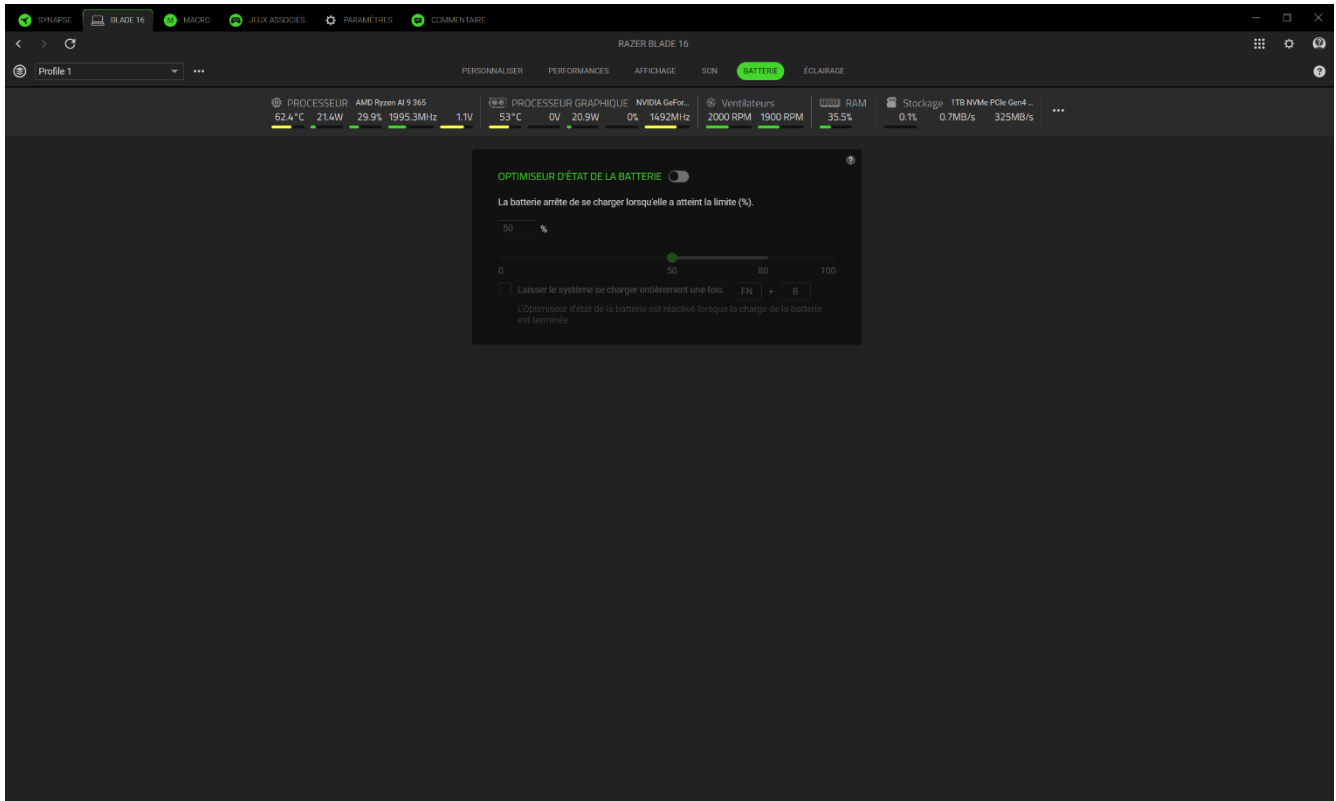 SYNAPSE BLADE 16 MACRO JEUX ASSOCIÉS PARAMÈTRES COMMENTAIRE
RAZER BLADE 16
Profile 1
PERSONNALISER PERFORMANCES AFFICHAGE SON BATTERIE ÉCLAIRAGE
PROCESSEUR AMD Ryzen AI 9 365
62.4°C 21.4W 29.9% 1995.3MHz 1.1V
PROCESSEUR GRAPHIQUE NVIDIA GeFor...
53°C 0V 20.9W 0% 1492MHz
Ventilateurs
2000 RPM 1900 RPM
RAM
35.5%
Stockage 1TB NVMe PCIe Gen4 ...
0.1% 0.7MB/s 325MB/s
OPTIMISEUR D'ÉTAT DE LA BATTERIE
La batterie arrête de se charger lorsqu'elle a atteint la limite (%).
50 %
0 50 80 100
Laisser le système se charger entièrement une fois. FN + B
L'Optimiseur d'état de la batterie est réactivé lorsque la charge de la batterie
est terminée